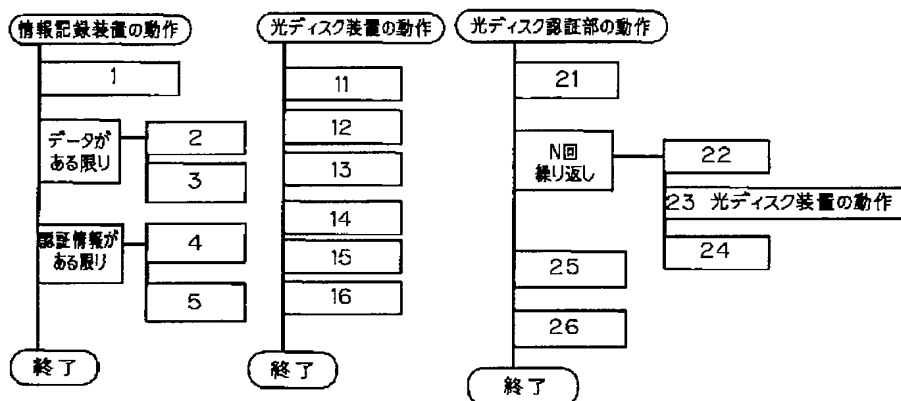 情報記録装置の動作
1
データが
ある限り
2
3
認証情報が
ある限り
4
5
終了
光ディスク装置の動作
11
12
13
14
15
16
終了
光ディスク認証部の動作
21
N回
繰り返し
22
23 光ディスク装置の動作
24
25
26
終了